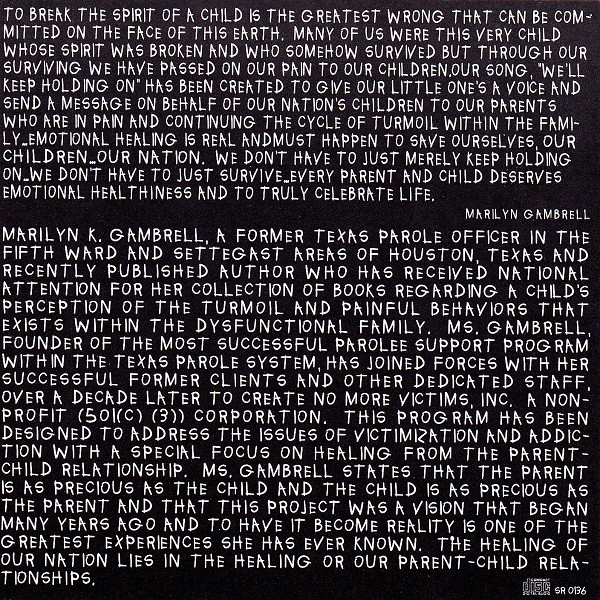 TO BREAK THE SPIRIT OF A CHILD IS THE GREATEST WRONG THAT CAN BE COM-
MITTED ON THE FACE OF THIS EARTH. MANY OF US WERE THIS VERY CHILD
WHOSE SPIRIT WAS BROKEN AND WHO SOMEHOW SURVIVED BUT THROUGH OUR
SURVIVING WE HAVE PASSED ON OUR PAIN TO OUR CHILDREN.OUR SONG, "WE'LL
KEEP HOLDING ON" HAS BEEN CREATED TO GIVE OUR LITTLE ONE'S A VOICE AND
SEND A MESSAGE ON BEHALF OF OUR NATION'S CHILDREN TO OUR PARENTS
WHO ARE IN PAIN AND CONTINUING THE CYCLE OF TURMOIL WITHIN THE FAMI-
LY...EMOTIONAL HEALING IS REAL ANDMUST HAPPEN TO SAVE OURSELVES, OUR
CHILDREN...OUR NATION. WE DON'T HAVE TO JUST MERELY KEEP HOLDING
ON...WE DON'T HAVE TO JUST SURVIVE...EVERY PARENT AND CHILD DESERVES
EMOTIONAL HEALTHINESS AND TO TRULY CELEBRATE LIFE.
MARILYN GAMBRELL
MARILYN K. GAMBRELL, A FORMER TEXAS PAROLE OFFICER IN THE
FIFTH WARD AND SETTEGAST AREAS OF HOUSTON, TEXAS AND
RECENTLY PUBLISHED AUTHOR WHO HAS RECEIVED NATIONAL
ATTENTION FOR HER COLLECTION OF BOOKS REGARDING A CHILD'S
PERCEPTION OF THE TURMOIL AND PAINFUL BEHAVIORS THAT
EXISTS WITHIN THE DYSFUNCTIONAL FAMILY. MS. GAMBRELL,
FOUNDER OF THE MOST SUCCESSFUL PAROLEE SUPPORT PROGRAM
WITHIN THE TEXAS PAROLE SYSTEM, HAS JOINED FORCES WITH HER
SUCCESSFUL FORMER CLIENTS AND OTHER DEDICATED STAFF,
OVER A DECADE LATER TO CREATE NO MORE VICTIMS, INC. A NON-
PROFIT (501(C) (3)) CORPORATION. THIS PROGRAM HAS BEEN
DESIGNED TO ADDRESS THE ISSUES OF VICTIMIZATION AND ADDIC-
TION WITH A SPECIAL FOCUS ON HEALING FROM THE PARENT-
CHILD RELATIONSHIP. MS. GAMBRELL STATES THAT THE PARENT
IS AS PRECIOUS AS THE CHILD AND THE CHILD IS AS PRECIOUS AS
THE PARENT AND THAT THIS PROJECT WAS A VISION THAT BEGAN
MANY YEARS AGO AND TO HAVE IT BECOME REALITY IS ONE OF THE
GREATEST EXPERIENCES SHE HAS EVER KNOWN. THE HEALING OF
OUR NATION LIES IN THE HEALING OR OUR PARENT-CHILD RELA-
TIONSHIPS.
COMPACT
disc
DIGITAL AUDIO
SR 0136